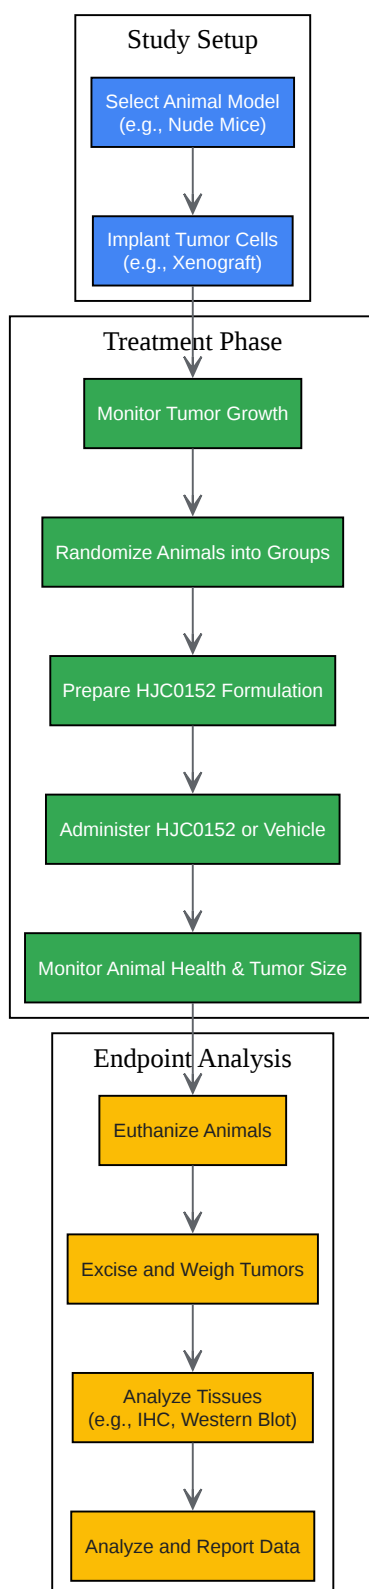 Study Setup
Select Animal Model
(e.g., Nude Mice)
Implant Tumor Cells
(e.g., Xenograft)
Treatment Phase
Monitor Tumor Growth
Randomize Animals into Groups
Prepare HJC0152 Formulation
Administer HJC0152 or Vehicle
Monitor Animal Health & Tumor Size
Endpoint Analysis
Euthanize Animals
Excise and Weigh Tumors
Analyze Tissues
(e.g., IHC, Western Blot)
Analyze and Report Data